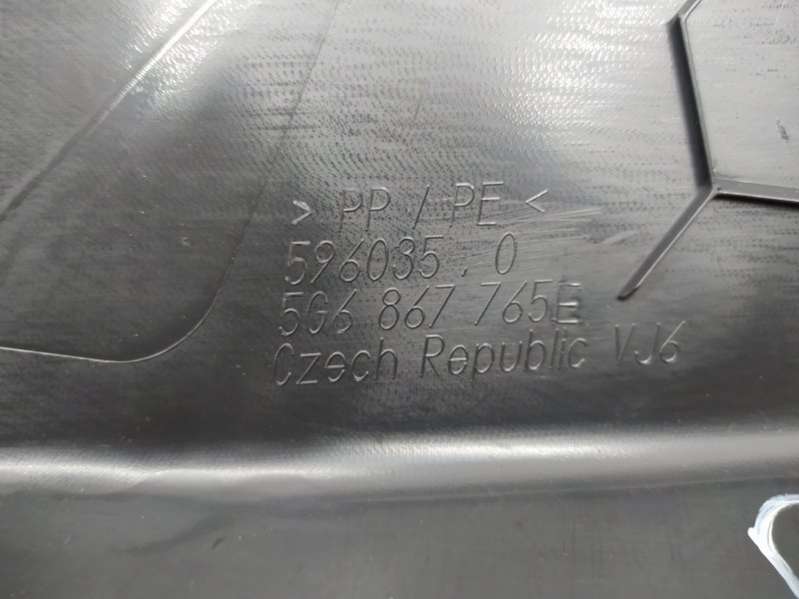 > PP / PE <
596035.0
5G6 867 765E
Czech Republic VJ6